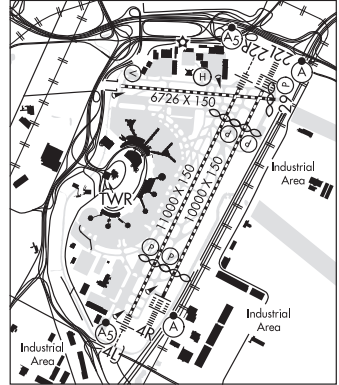 A5
22R
22L
A
V
H
P
6726 X 150
P
P
TWR
11000 X 150
10000 X 150
Industrial
Area
P
P
A5
4L
4R
A
Industrial
Area
Industrial
Area